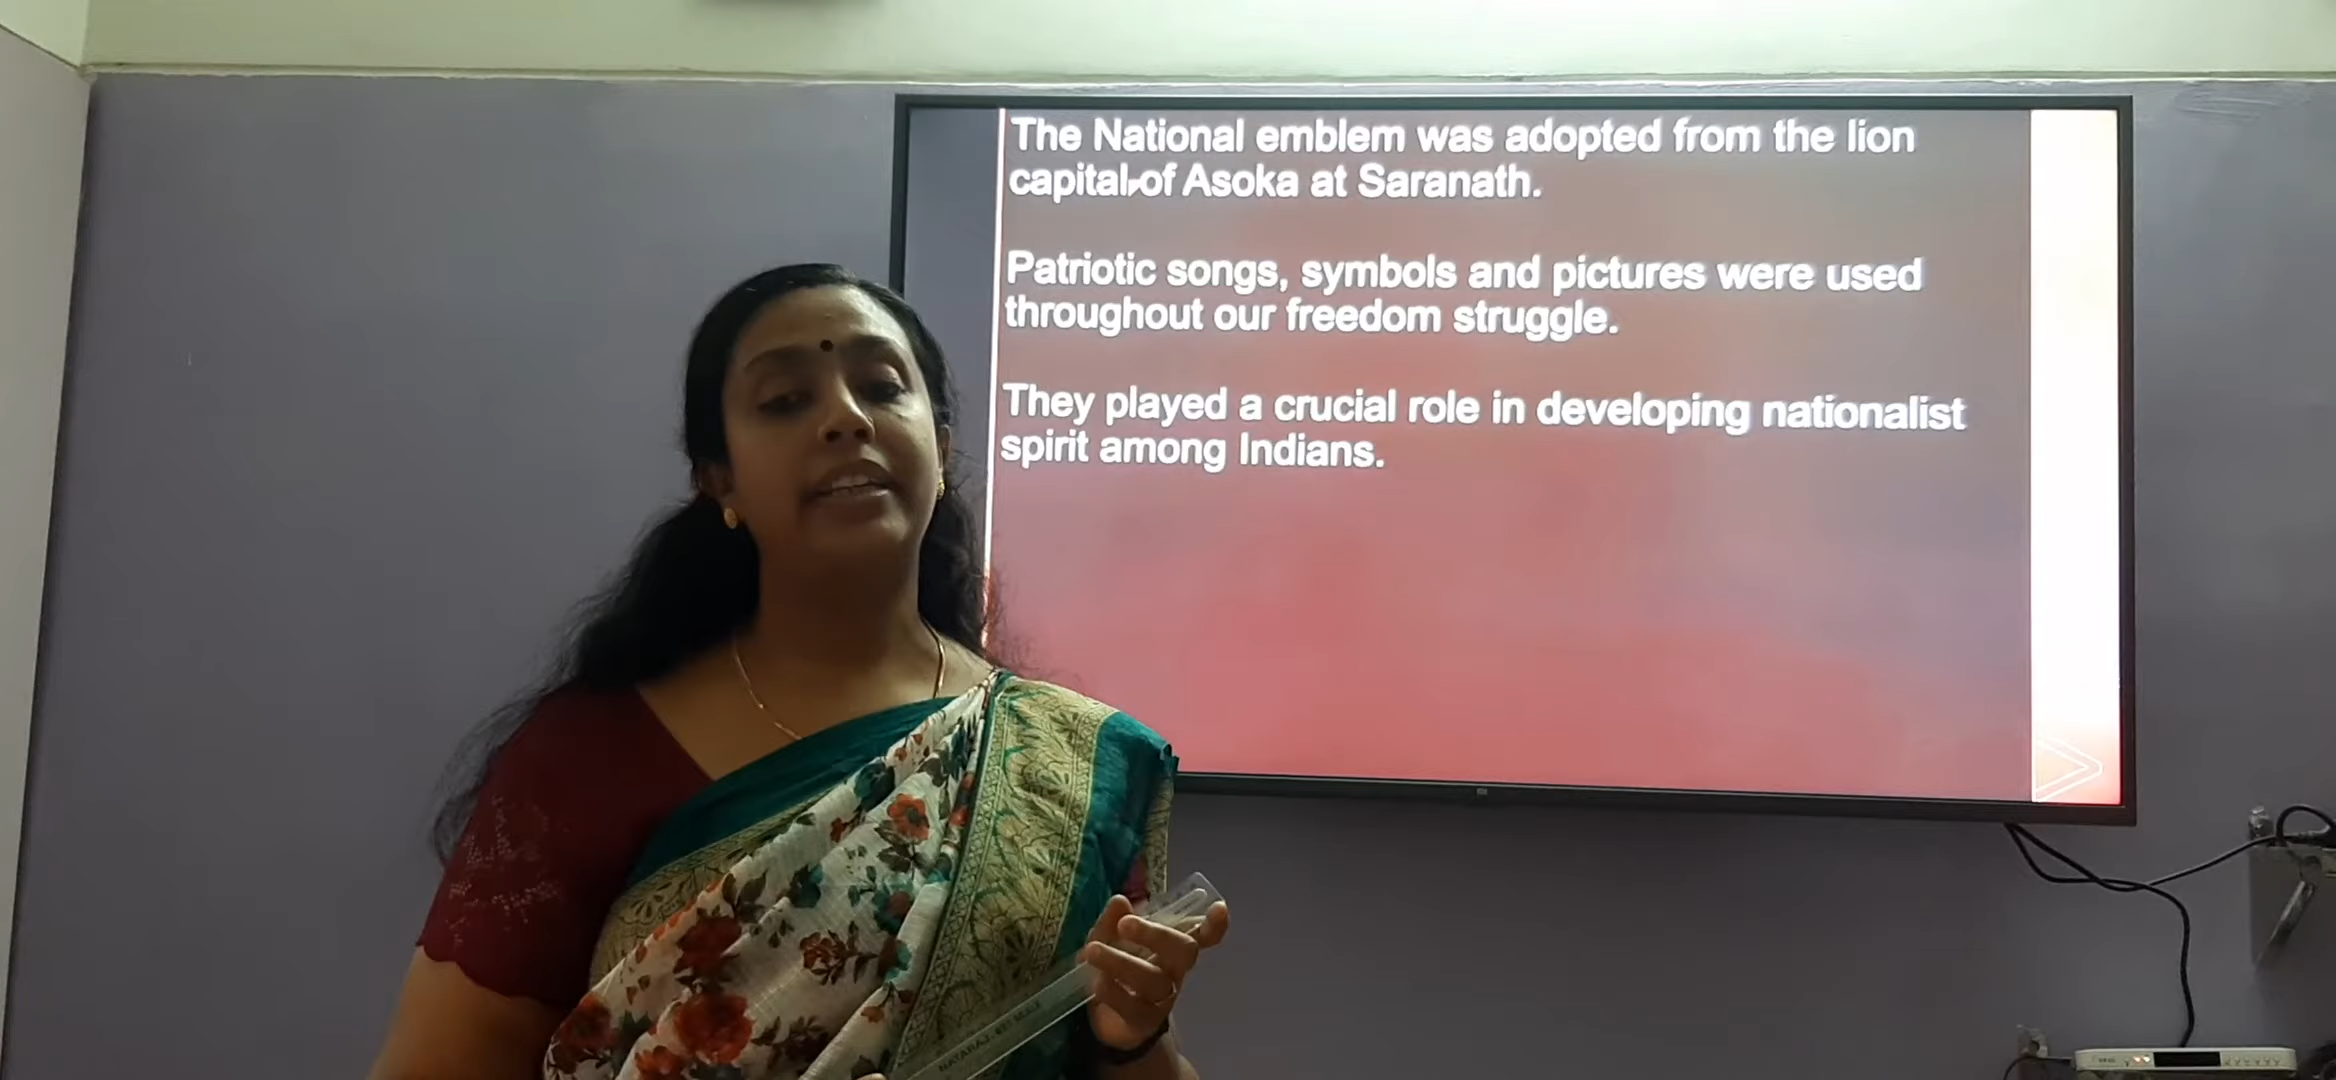 The National emblem was adopted from the lion
capital of Asoka at Saranath.
Patriotic songs, symbols and pictures were used
throughout our freedom struggle.
They played a crucial role in developing nationalist
spirit among Indians.
NATARAJ